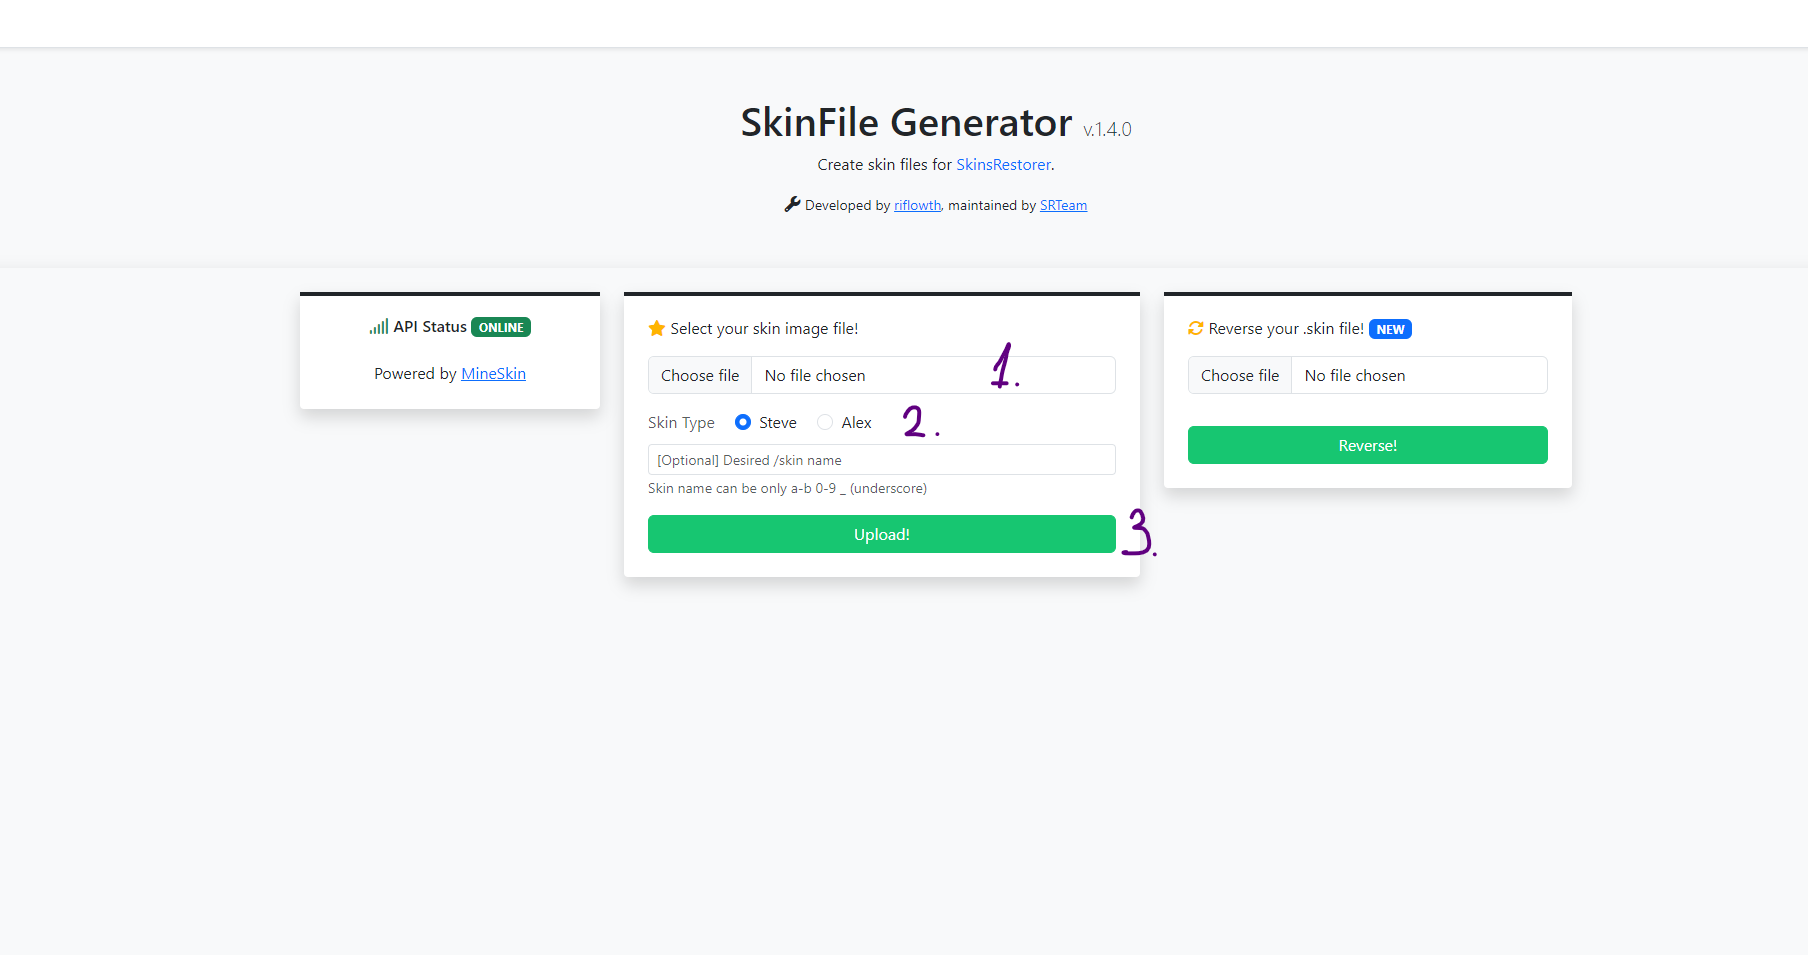 SkinFile Generator v.1.4.0
Create skin files for SkinsRestorer.
Developed by riflowth, maintained by SRTeam
API Status ONLINE
Powered by MineSkin
Select your skin image file!
Choose file No file chosen 1.
Skin Type Steve Alex 2.
[Optional] Desired /skin name
Skin name can be only a-b 0-9 _ (underscore)
Upload! 3.
Reverse your .skin file! NEW
Choose file No file chosen
Reverse!